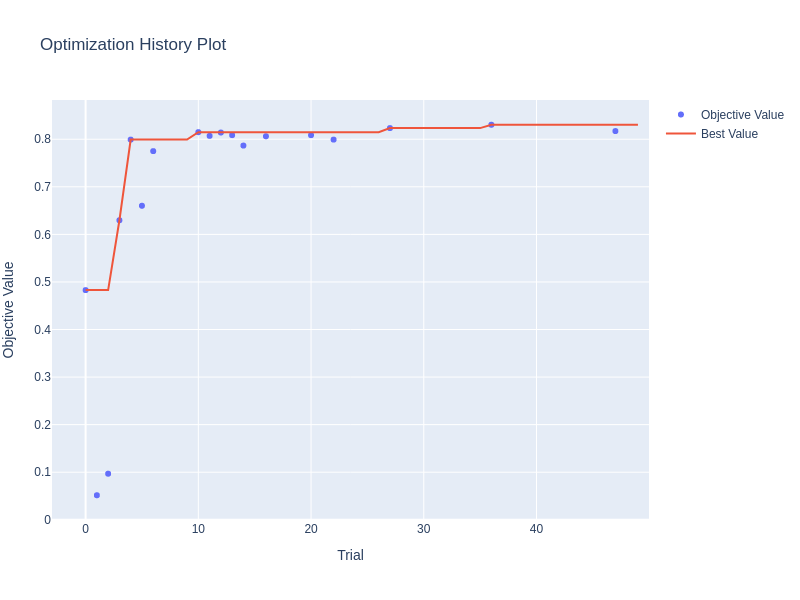 Optimization History Plot
Objective Value
Best Value
0.8
0.7
0.6
0.5
0.4
0.3
0.2
0.1
0
Objective Value
0
10
20
30
40
Trial